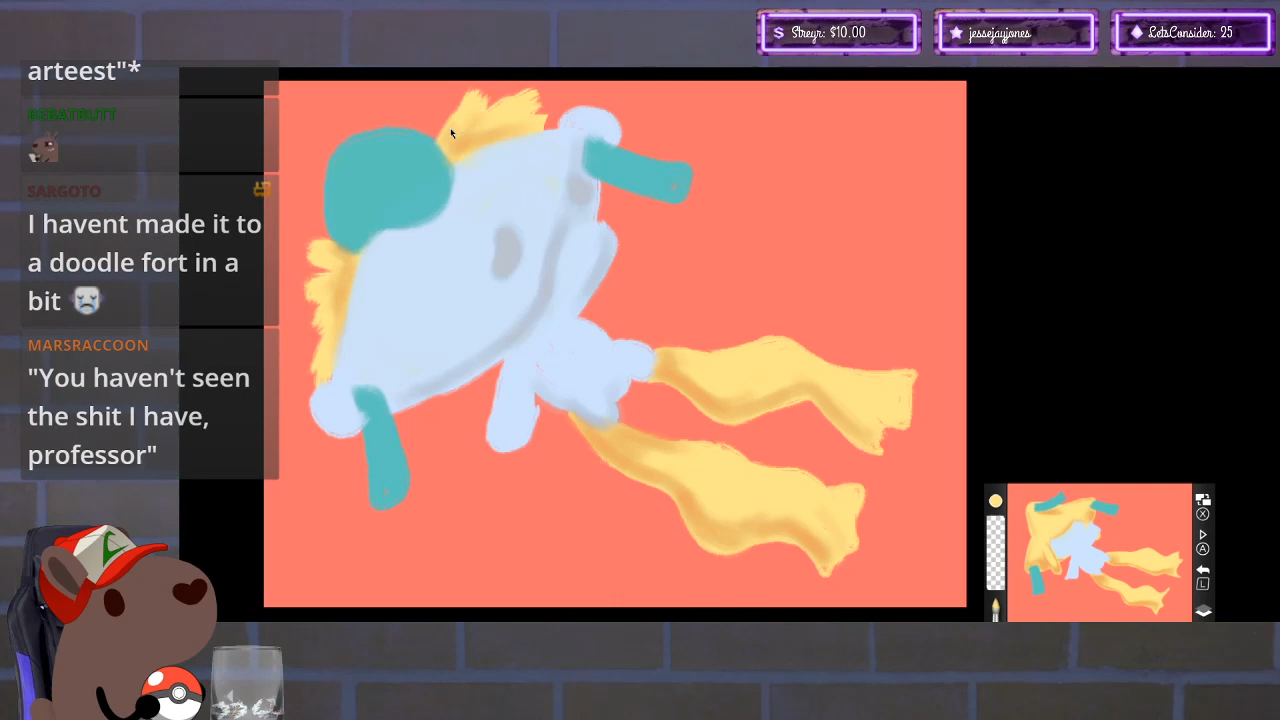 Streyr: $10.00
jessejayjones
LetsConsider: 25
arteest"*
BEBATBUTT
SARGOTO
I havent made it to
a doodle fort in a
bit
MARSRACCOON
"You haven't seen
the shit I have,
professor"
A
L